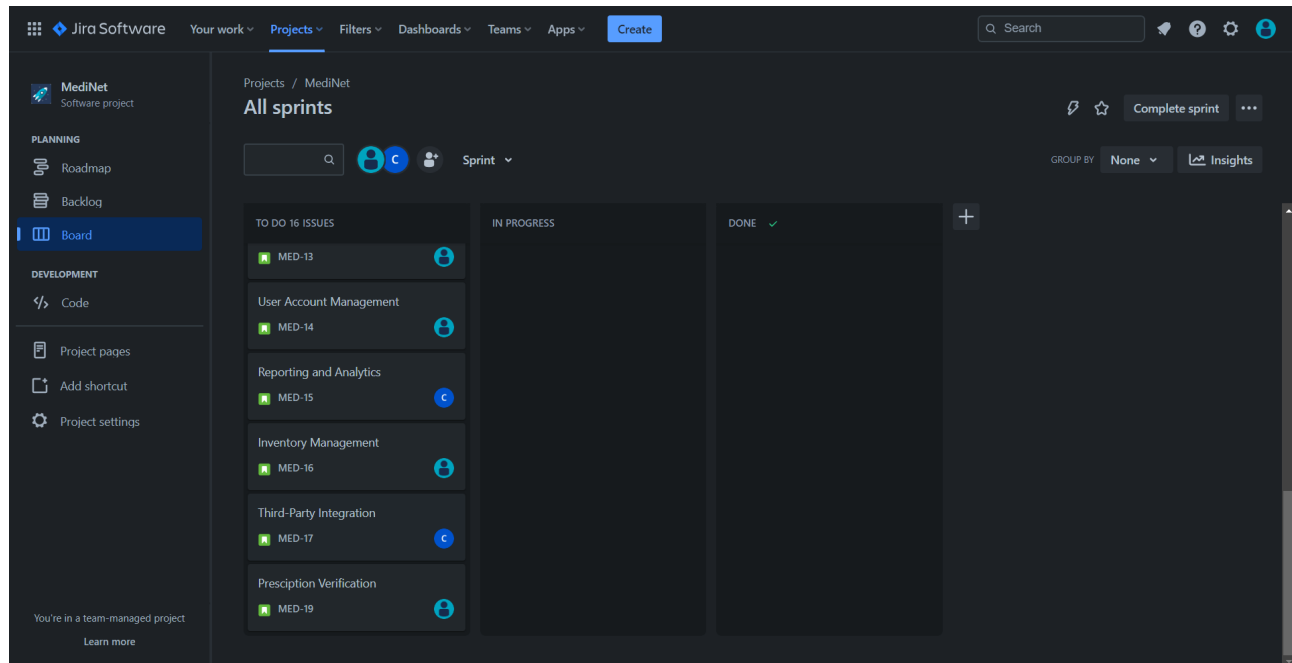 Jira Software Your work Projects Filters Dashboards Teams Apps Create Search
MediNet
Software project
PLANNING
Roadmap
Backlog
Board
DEVELOPMENT
Code
Project pages
Add shortcut
Project settings
You're in a team-managed project
Learn more
Projects / MediNet
All sprints
Complete sprint
C
Sprint
GROUP BY None Insights
TO DO 16 ISSUES
MED-13
User Account Management
MED-14
Reporting and Analytics
MED-15 C
Inventory Management
MED-16
Third-Party Integration
MED-17 C
Presciption Verification
MED-19
IN PROGRESS
DONE